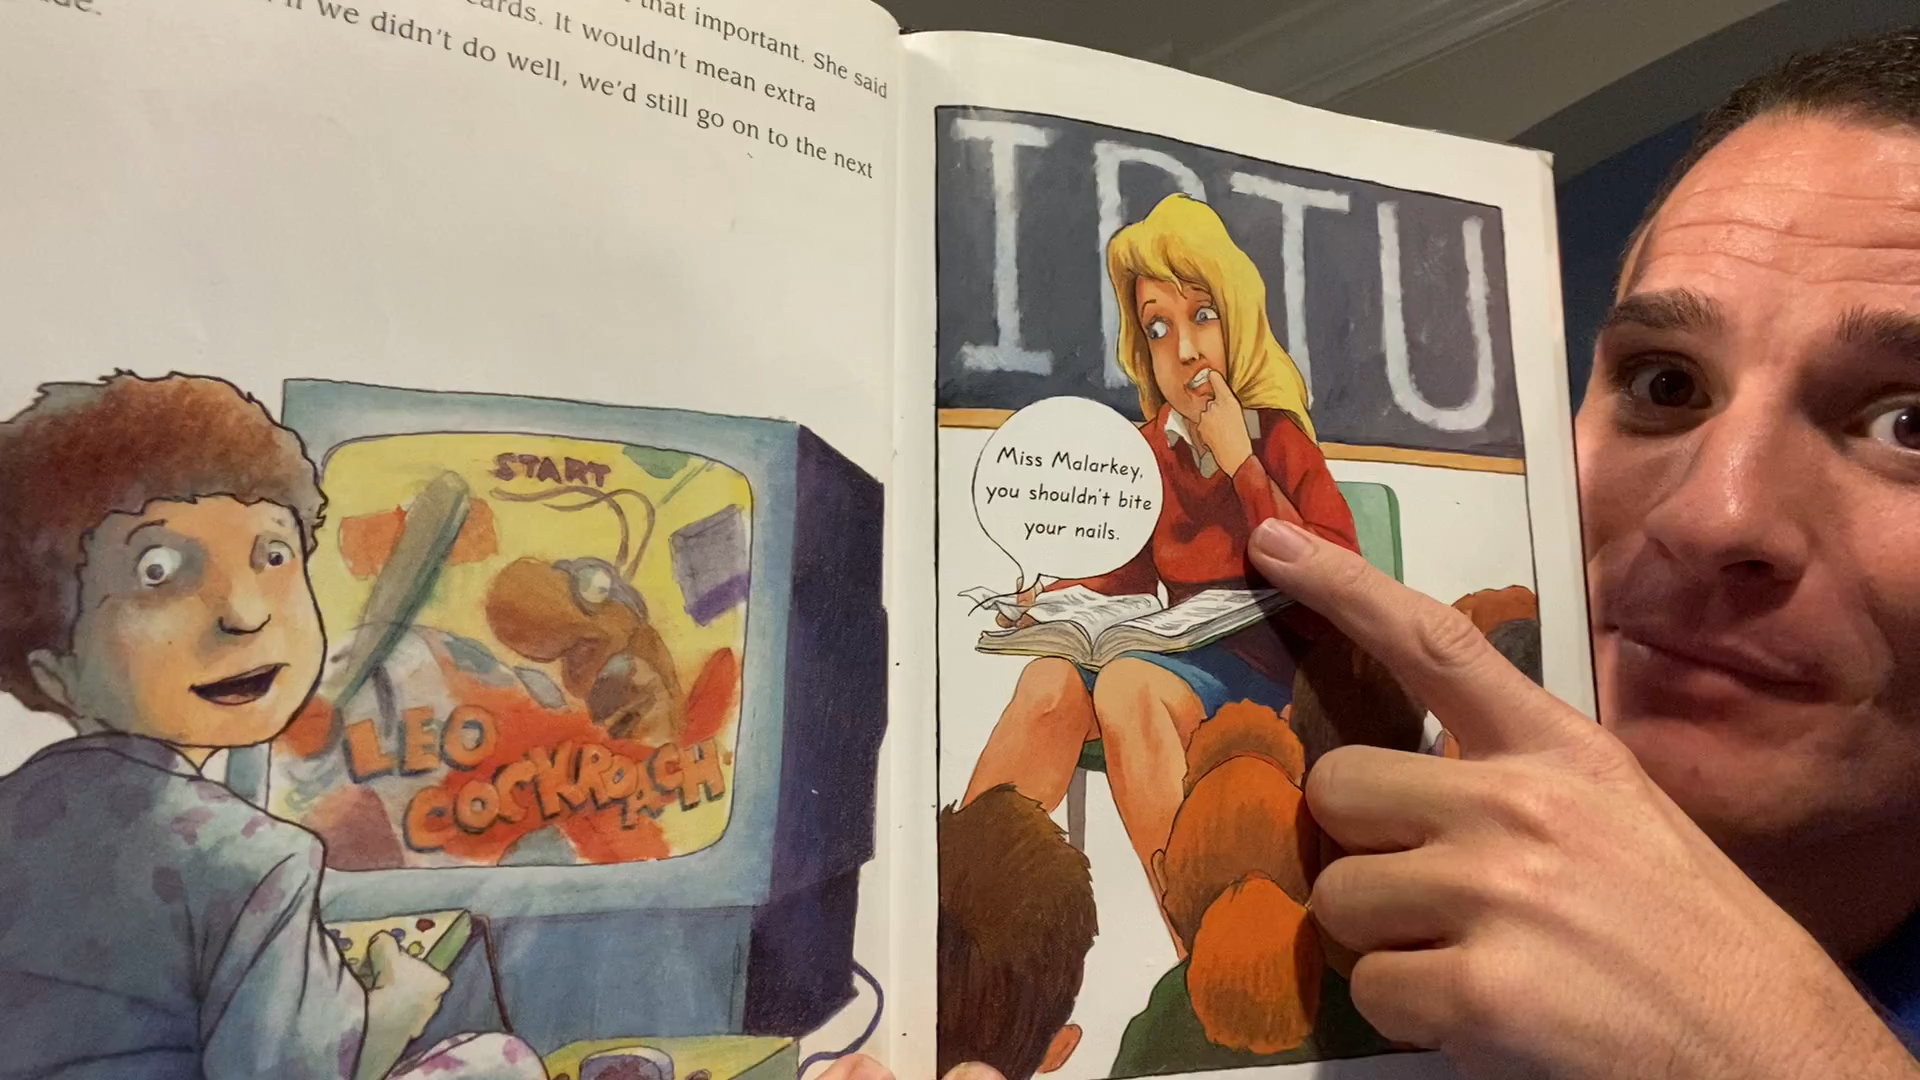 that important. She said
cards. It wouldn't mean extra
if we didn't do well, we'd still go on to the next
START
LEO
COCKROACH
I P T U
Miss Malarkey,
you shouldn't bite
your nails.